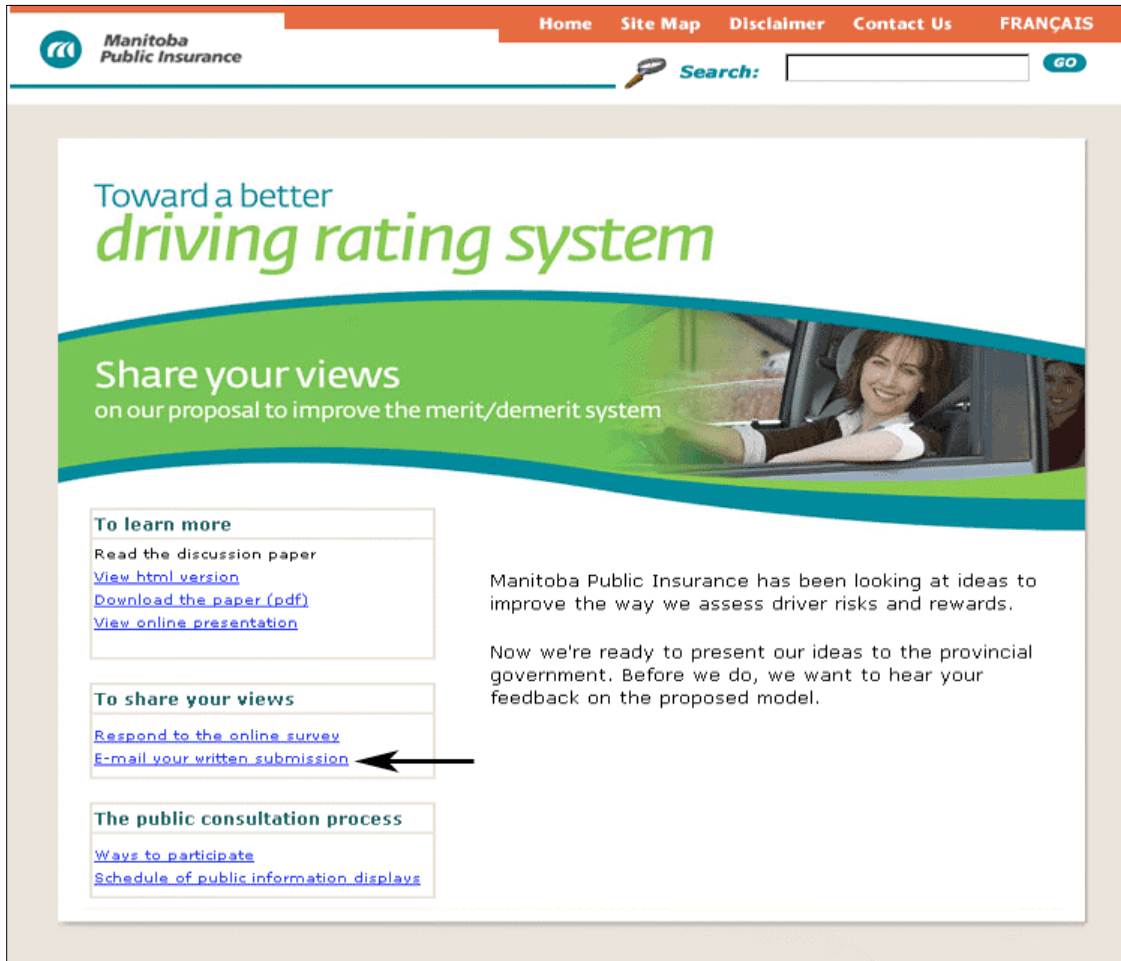 Home Site Map Disclaimer Contact Us FRANÇAIS
Manitoba
Public Insurance
Search: GO
Toward a better
driving rating system
Share your views
on our proposal to improve the merit/demerit system
To learn more
Read the discussion paper
View html version
Download the paper (pdf)
View online presentation
To share your views
Respond to the online survey
E-mail your written submission
The public consultation process
Ways to participate
Schedule of public information displays
Manitoba Public Insurance has been looking at ideas to
improve the way we assess driver risks and rewards.
Now we're ready to present our ideas to the provincial
government. Before we do, we want to hear your
feedback on the proposed model.